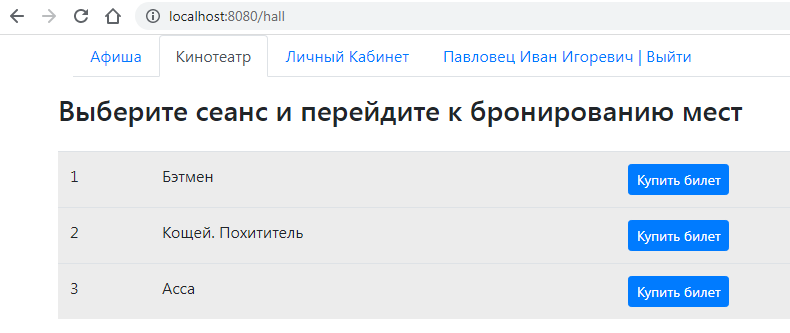 localhost:8080/hall
Афиша Кинотеатр Личный Кабинет Павловец Иван Игоревич | Выйти
Выберите сеанс и перейдите к бронированию мест
1 Бэтмен Купить билет
2 Кощей. Похититель Купить билет
3 Асса Купить билет